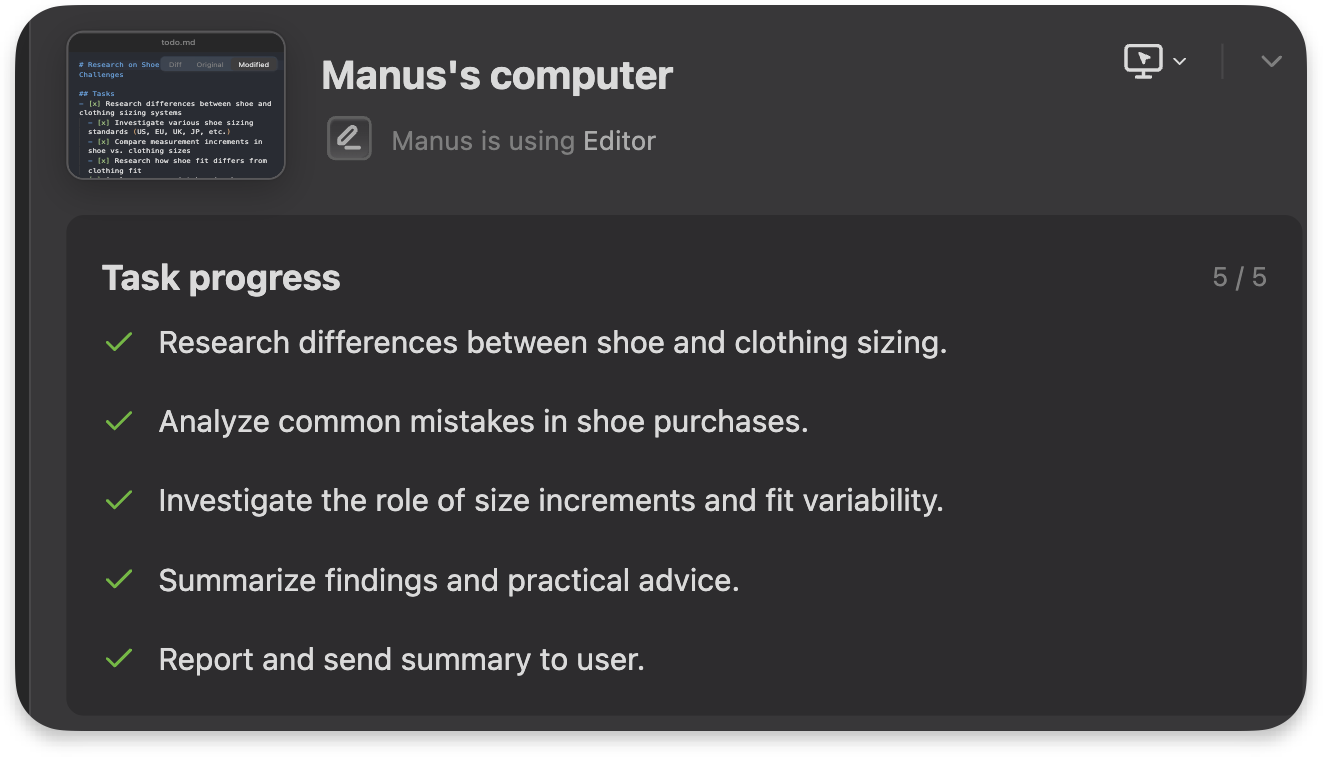 todo.md
# Research on Shoe
Diff Original Modified
Challenges
## Tasks
- [x] Research differences between shoe and
clothing sizing systems
- [x] Investigate various shoe sizing
standards (US, EU, UK, JP, etc.)
- [x] Compare measurement increments in
shoe vs. clothing sizes
- [x] Research how shoe fit differs from
clothing fit
Manus's computer
Manus is using Editor
Task progress
5 / 5
Research differences between shoe and clothing sizing.
Analyze common mistakes in shoe purchases.
Investigate the role of size increments and fit variability.
Summarize findings and practical advice.
Report and send summary to user.